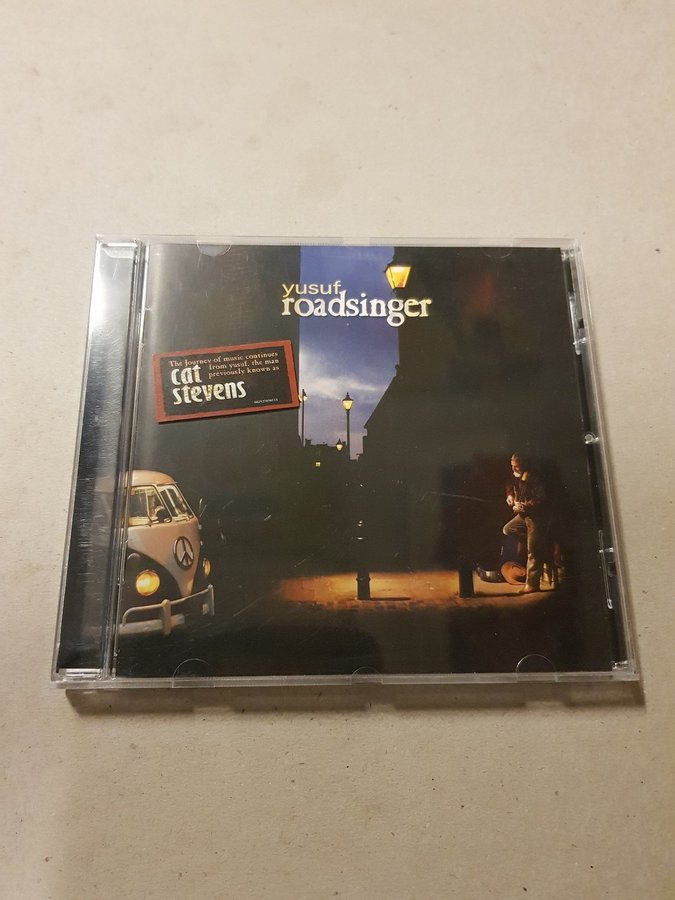 yusuf
roadsinger
The Journey of music continues
from yusuf, the man
previously known as
cat
stevens